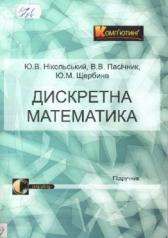 Комп'ютинг
Ю.В. Нікольський, В.В. Пасічник,
Ю.М. Щербина
ДИСКРЕТНА
МАТЕМАТИКА
Підручник